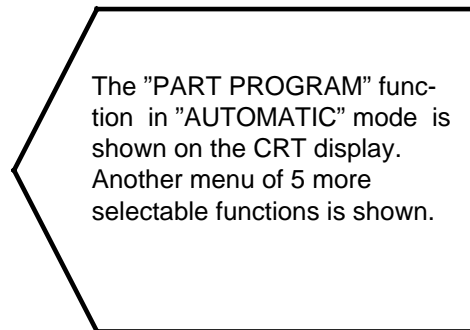 The ”PART PROGRAM” func-
tion in ”AUTOMATIC” mode is
shown on the CRT display.
Another menu of 5 more
selectable functions is shown.